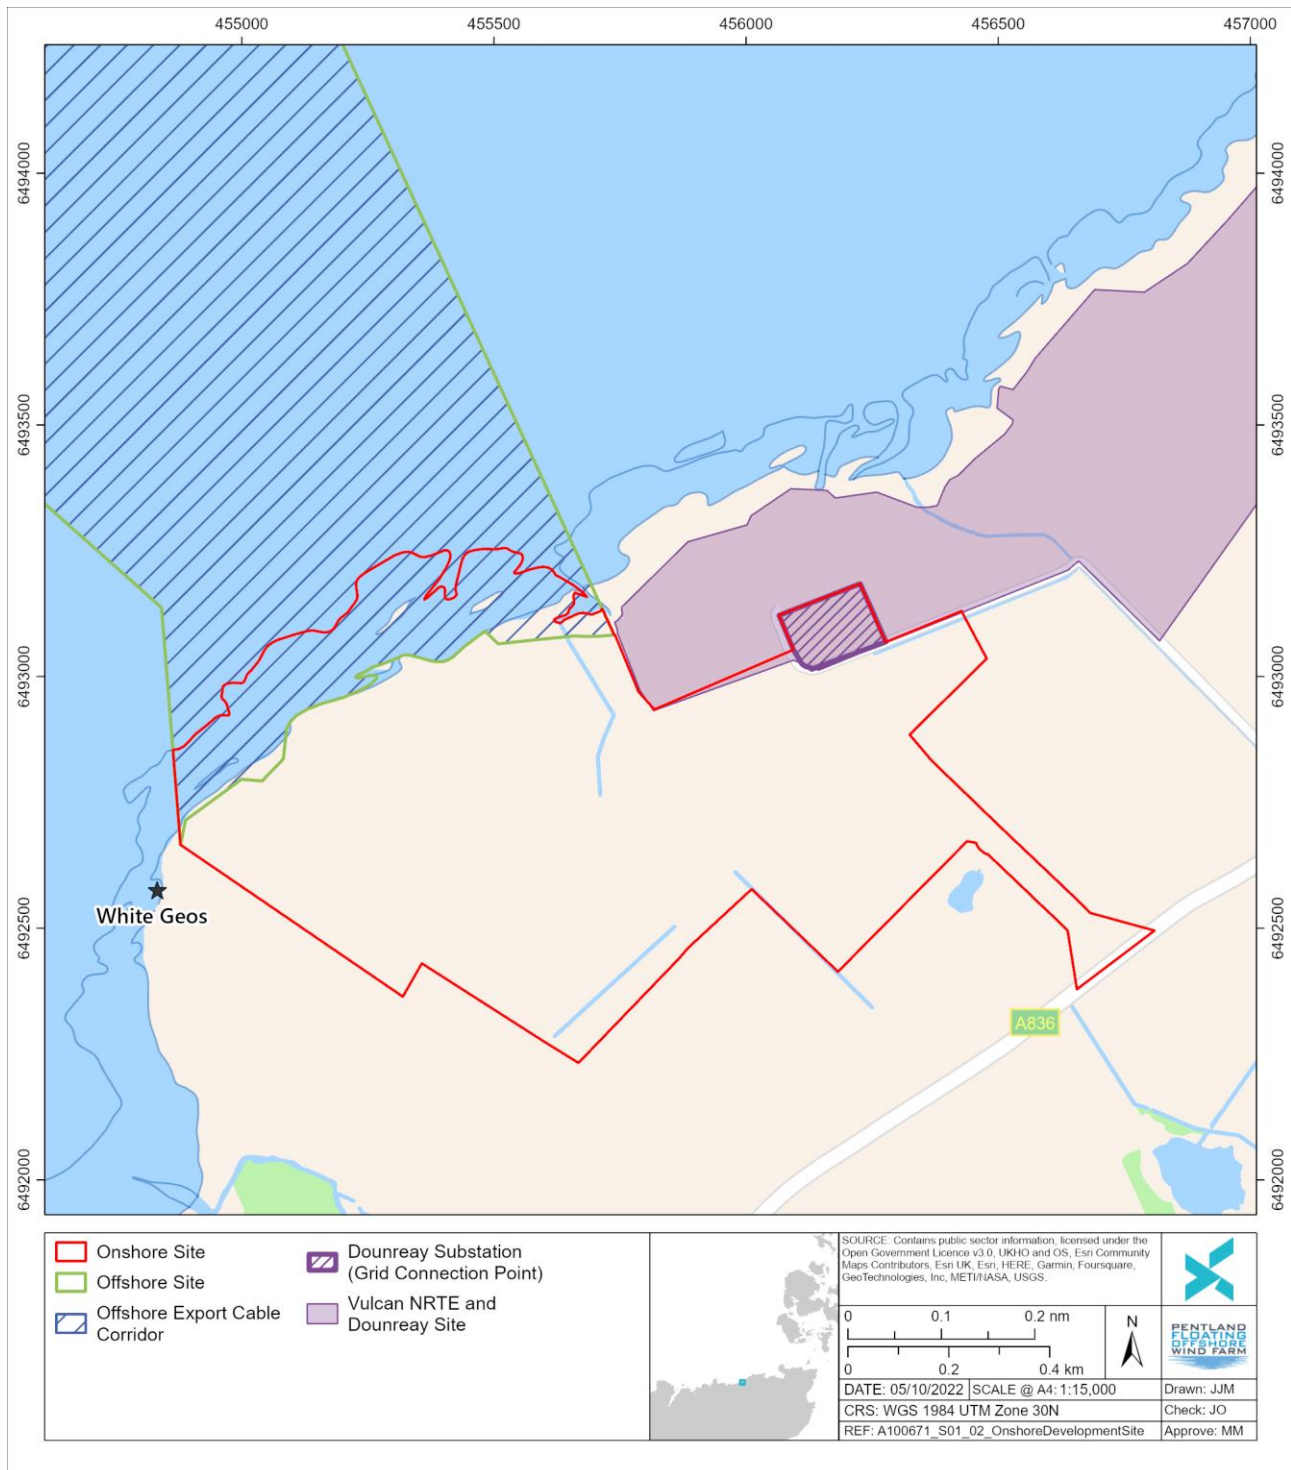 455000
455500
456000
456500
457000
6494000
6494000
6493500
6493500
6493000
6493000
White Geos
6492500
6492500
A836
6492000
6492000
Onshore Site
Offshore Site
Offshore Export Cable
Corridor
Dounreay Substation
(Grid Connection Point)
Vulcan NRTE and
Dounreay Site
SOURCE: Contains public sector information, licensed under the
Open Government Licence v3.0, UKHO and OS, Esri Community
Maps Contributors, Esri UK, Esri, HERE, Garmin, Foursquare,
GeoTechnologies, Inc, METI/NASA, USGS.
0 0.1 0.2 nm
0 0.2 0.4 km
N
PENTLAND
FLOATING
OFFSHORE
WIND FARM
DATE: 05/10/2022 SCALE @ A4: 1:15,000
Drawn: JJM
CRS: WGS 1984 UTM Zone 30N
Check: JO
REF: A100671_S01_02_OnshoreDevelopmentSite
Approve: MM